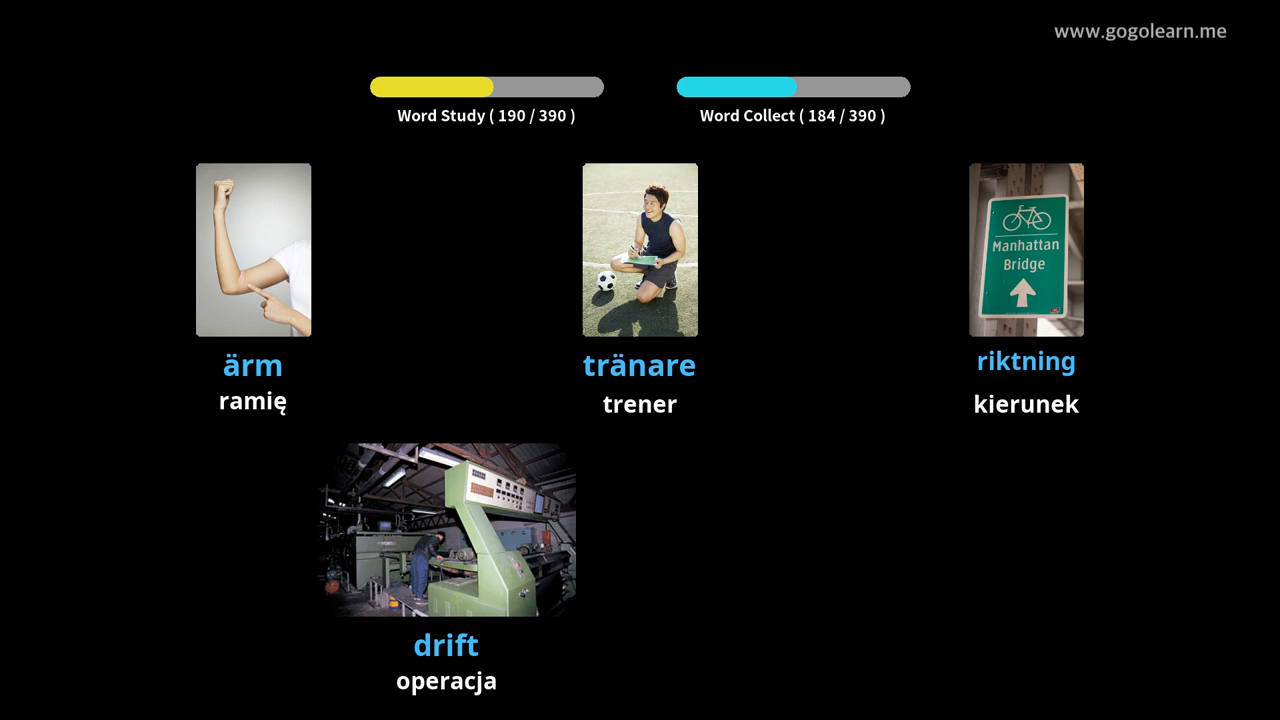 www.gogolearn.me
Word Study ( 190 / 390 )
Word Collect ( 184 / 390 )
Manhattan
Bridge
ärm
ramię
tränare
trener
riktning
kierunek
drift
operacja